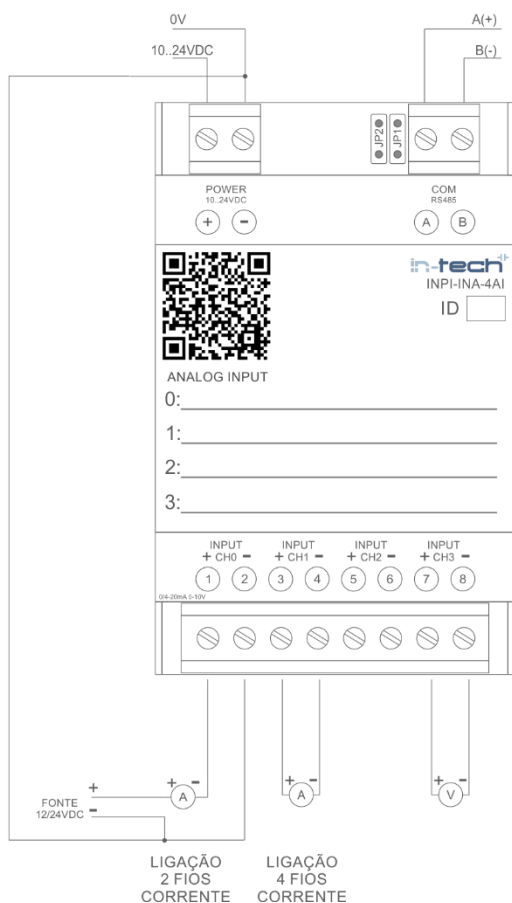 0V
10..24VDC
A(+)
B(-)
JP2
JP1
POWER
10..24VDC
+ −
COM
RS485
A B
in-tech
INPI-INA-4AI
ID
ANALOG INPUT
0:
1:
2:
3:
INPUT INPUT INPUT INPUT
+ CH0 − + CH1 − + CH2 − + CH3 −
1 2 3 4 5 6 7 8
0/4-20mA 0-10V
+ − + − + −
A A V
+
FONTE
12/24VDC
−
LIGAÇÃO
2 FIOS
CORRENTE
LIGAÇÃO
4 FIOS
CORRENTE